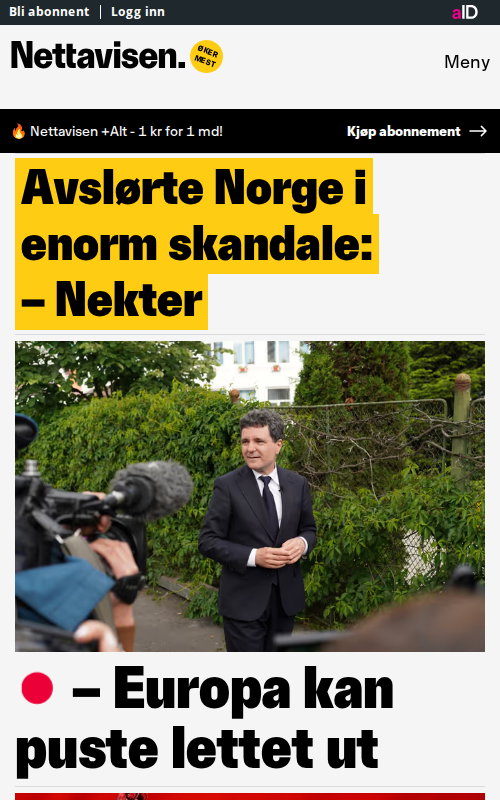 Bli abonnent | Logg inn
aID
Nettavisen.
ØKER
MEST
Meny
🔥 Nettavisen +Alt - 1 kr for 1 md!
Kjøp abonnement →
Avslørte Norge i
enorm skandale:
– Nekter
– Europa kan
puste lettet ut